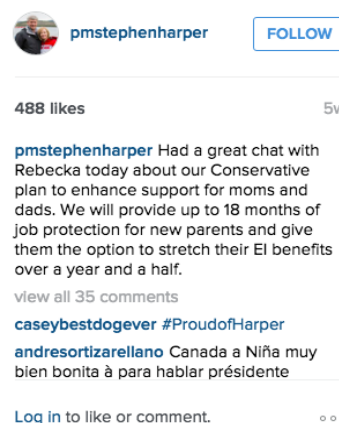 pmstephenharper
FOLLOW
488 likes
5w
pmstephenharper Had a great chat with
Rebecka today about our Conservative
plan to enhance support for moms and
dads. We will provide up to 18 months of
job protection for new parents and give
them the option to stretch their EI benefits
over a year and a half.
view all 35 comments
caseybestdogever #ProudofHarper
andresortizarellano Canada a Niña muy
bien bonita à para hablar présidente
Log in to like or comment.